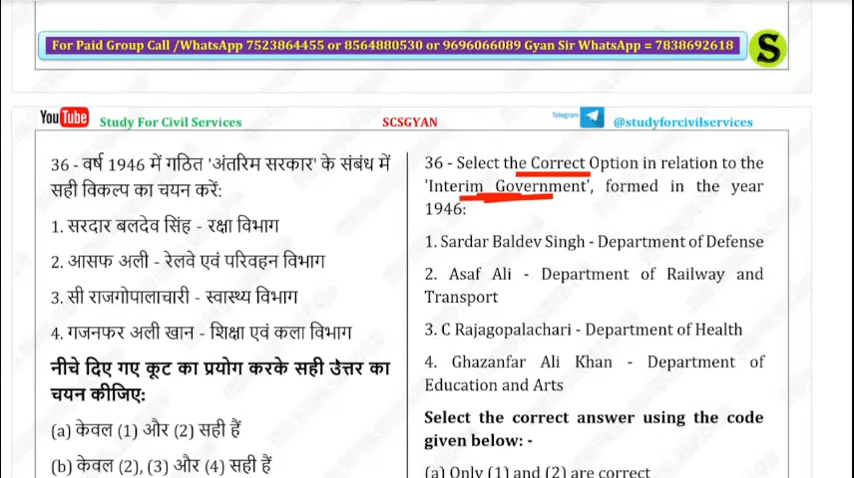 For Paid Group Call /WhatsApp 7523864455 or 8564880530 or 9696066089 Gyan Sir WhatsApp = 7838692618
S
YouTube Study For Civil Services
SCSGYAN
Telegram @studyforcivilservices
36 - वर्ष 1946 में गठित 'अंतरिम सरकार' के संबंध में
सही विकल्प का चयन करें:
1. सरदार बलदेव सिंह - रक्षा विभाग
2. आसफ अली - रेलवे एवं परिवहन विभाग
3. सी राजगोपालाचारी - स्वास्थ्य विभाग
4. गजनफर अली खान - शिक्षा एवं कला विभाग
नीचे दिए गए कूट का प्रयोग करके सही उत्तर का
चयन कीजिए:
(a) केवल (1) और (2) सही हैं
(b) केवल (2), (3) और (4) सही हैं
36 - Select the Correct Option in relation to the
'Interim Government', formed in the year
1946:
1. Sardar Baldev Singh - Department of Defense
2. Asaf Ali - Department of Railway and
Transport
3. C Rajagopalachari - Department of Health
4. Ghazanfar Ali Khan - Department of
Education and Arts
Select the correct answer using the code
given below: -
(a) Only (1) and (2) are correct